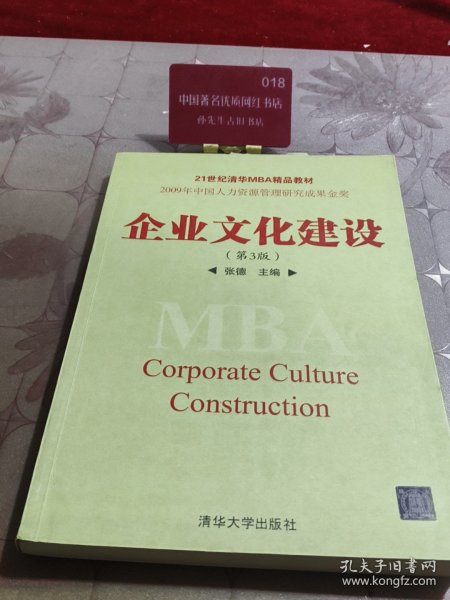 018
中国著名优质网红书店
孙先生古旧书店
21世纪清华MBA精品教材
2009年中国人力资源管理研究成果金奖
企业文化建设
（第3版）
◀ 张德 主编 ▶
MBA
Corporate Culture
Construction
清华大学出版社
孔夫子旧书网
www.kongfz.com